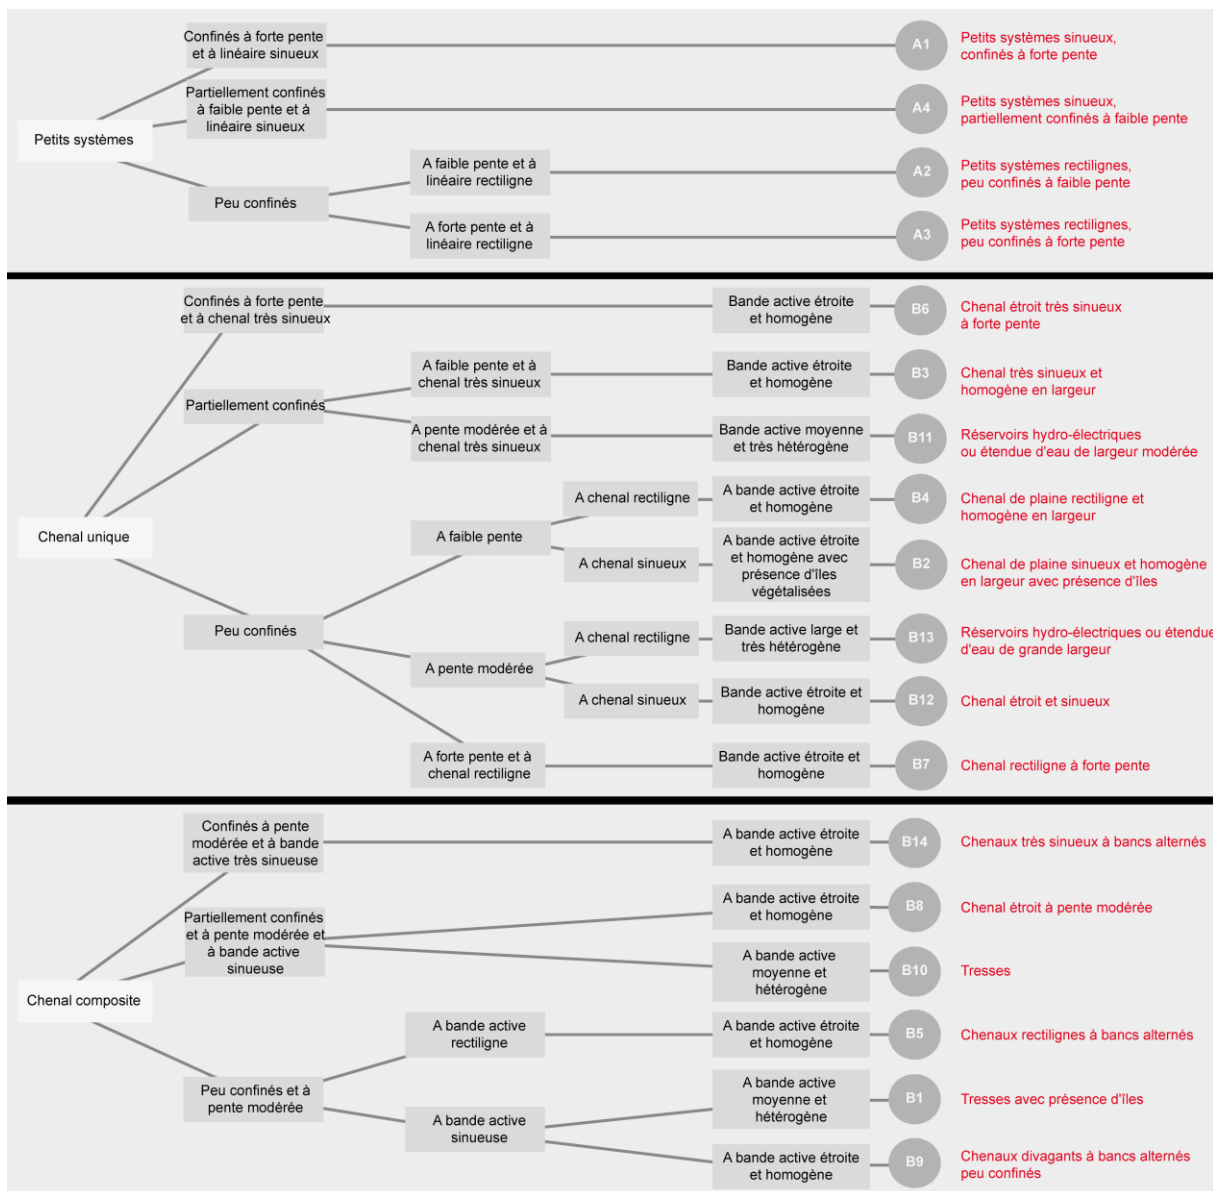 Confinés à forte pente
et à linéaire sinueux
A1
Petits systèmes sinueux,
confinés à forte pente
Partiellement confinés
à faible pente et à
linéaire sinueux
A4
Petits systèmes sinueux,
partiellement confinés à faible pente
Petits systèmes
A faible pente et à
linéaire rectiligne
A2
Petits systèmes rectilignes,
peu confinés à faible pente
Peu confinés
A forte pente et à
linéaire rectiligne
A3
Petits systèmes rectilignes,
peu confinés à forte pente
Confinés à forte pente
et à chenal très sinueux
Bande active étroite
et homogène
B6
Chenal étroit très sinueux
à forte pente
A faible pente et à
chenal très sinueux
Bande active étroite
et homogène
B3
Chenal très sinueux et
homogène en largeur
Partiellement confinés
A pente modérée et à
chenal très sinueux
Bande active moyenne
et très hétérogène
B11
Réservoirs hydro-électriques
ou étendue d'eau de largeur modérée
A chenal rectiligne
A bande active étroite
et homogène
B4
Chenal de plaine rectiligne et
homogène en largeur
Chenal unique
A faible pente
A chenal sinueux
A bande active étroite
et homogène avec
présence d'îles
végétalisées
B2
Chenal de plaine sinueux et homogène
en largeur avec présence d'îles
Peu confinés
A chenal rectiligne
Bande active large et
très hétérogène
B13
Réservoirs hydro-électriques ou étendue
d'eau de grande largeur
A pente modérée
A chenal sinueux
Bande active étroite et
homogène
B12
Chenal étroit et sinueux
A forte pente et à
chenal rectiligne
Bande active étroite et
homogène
B7
Chenal rectiligne à forte pente
Confinés à pente
modérée et à bande
active très sinueuse
A bande active étroite
et homogène
B14
Chenaux très sinueux à bancs alternés
Partiellement confinés
et à pente modérée et
à bande active
sinueuse
A bande active étroite
et homogène
B8
Chenal étroit à pente modérée
A bande active
moyenne et
hétérogène
B10
Tresses
Chenal composite
A bande active
rectiligne
A bande active étroite
et homogène
B5
Chenaux rectilignes à bancs alternés
Peu confinés et à
pente modérée
A bande active
sinueuse
A bande active
moyenne et
hétérogène
B1
Tresses avec présence d'îles
A bande active étroite
et homogène
B9
Chenaux divagants à bancs alternés
peu confinés